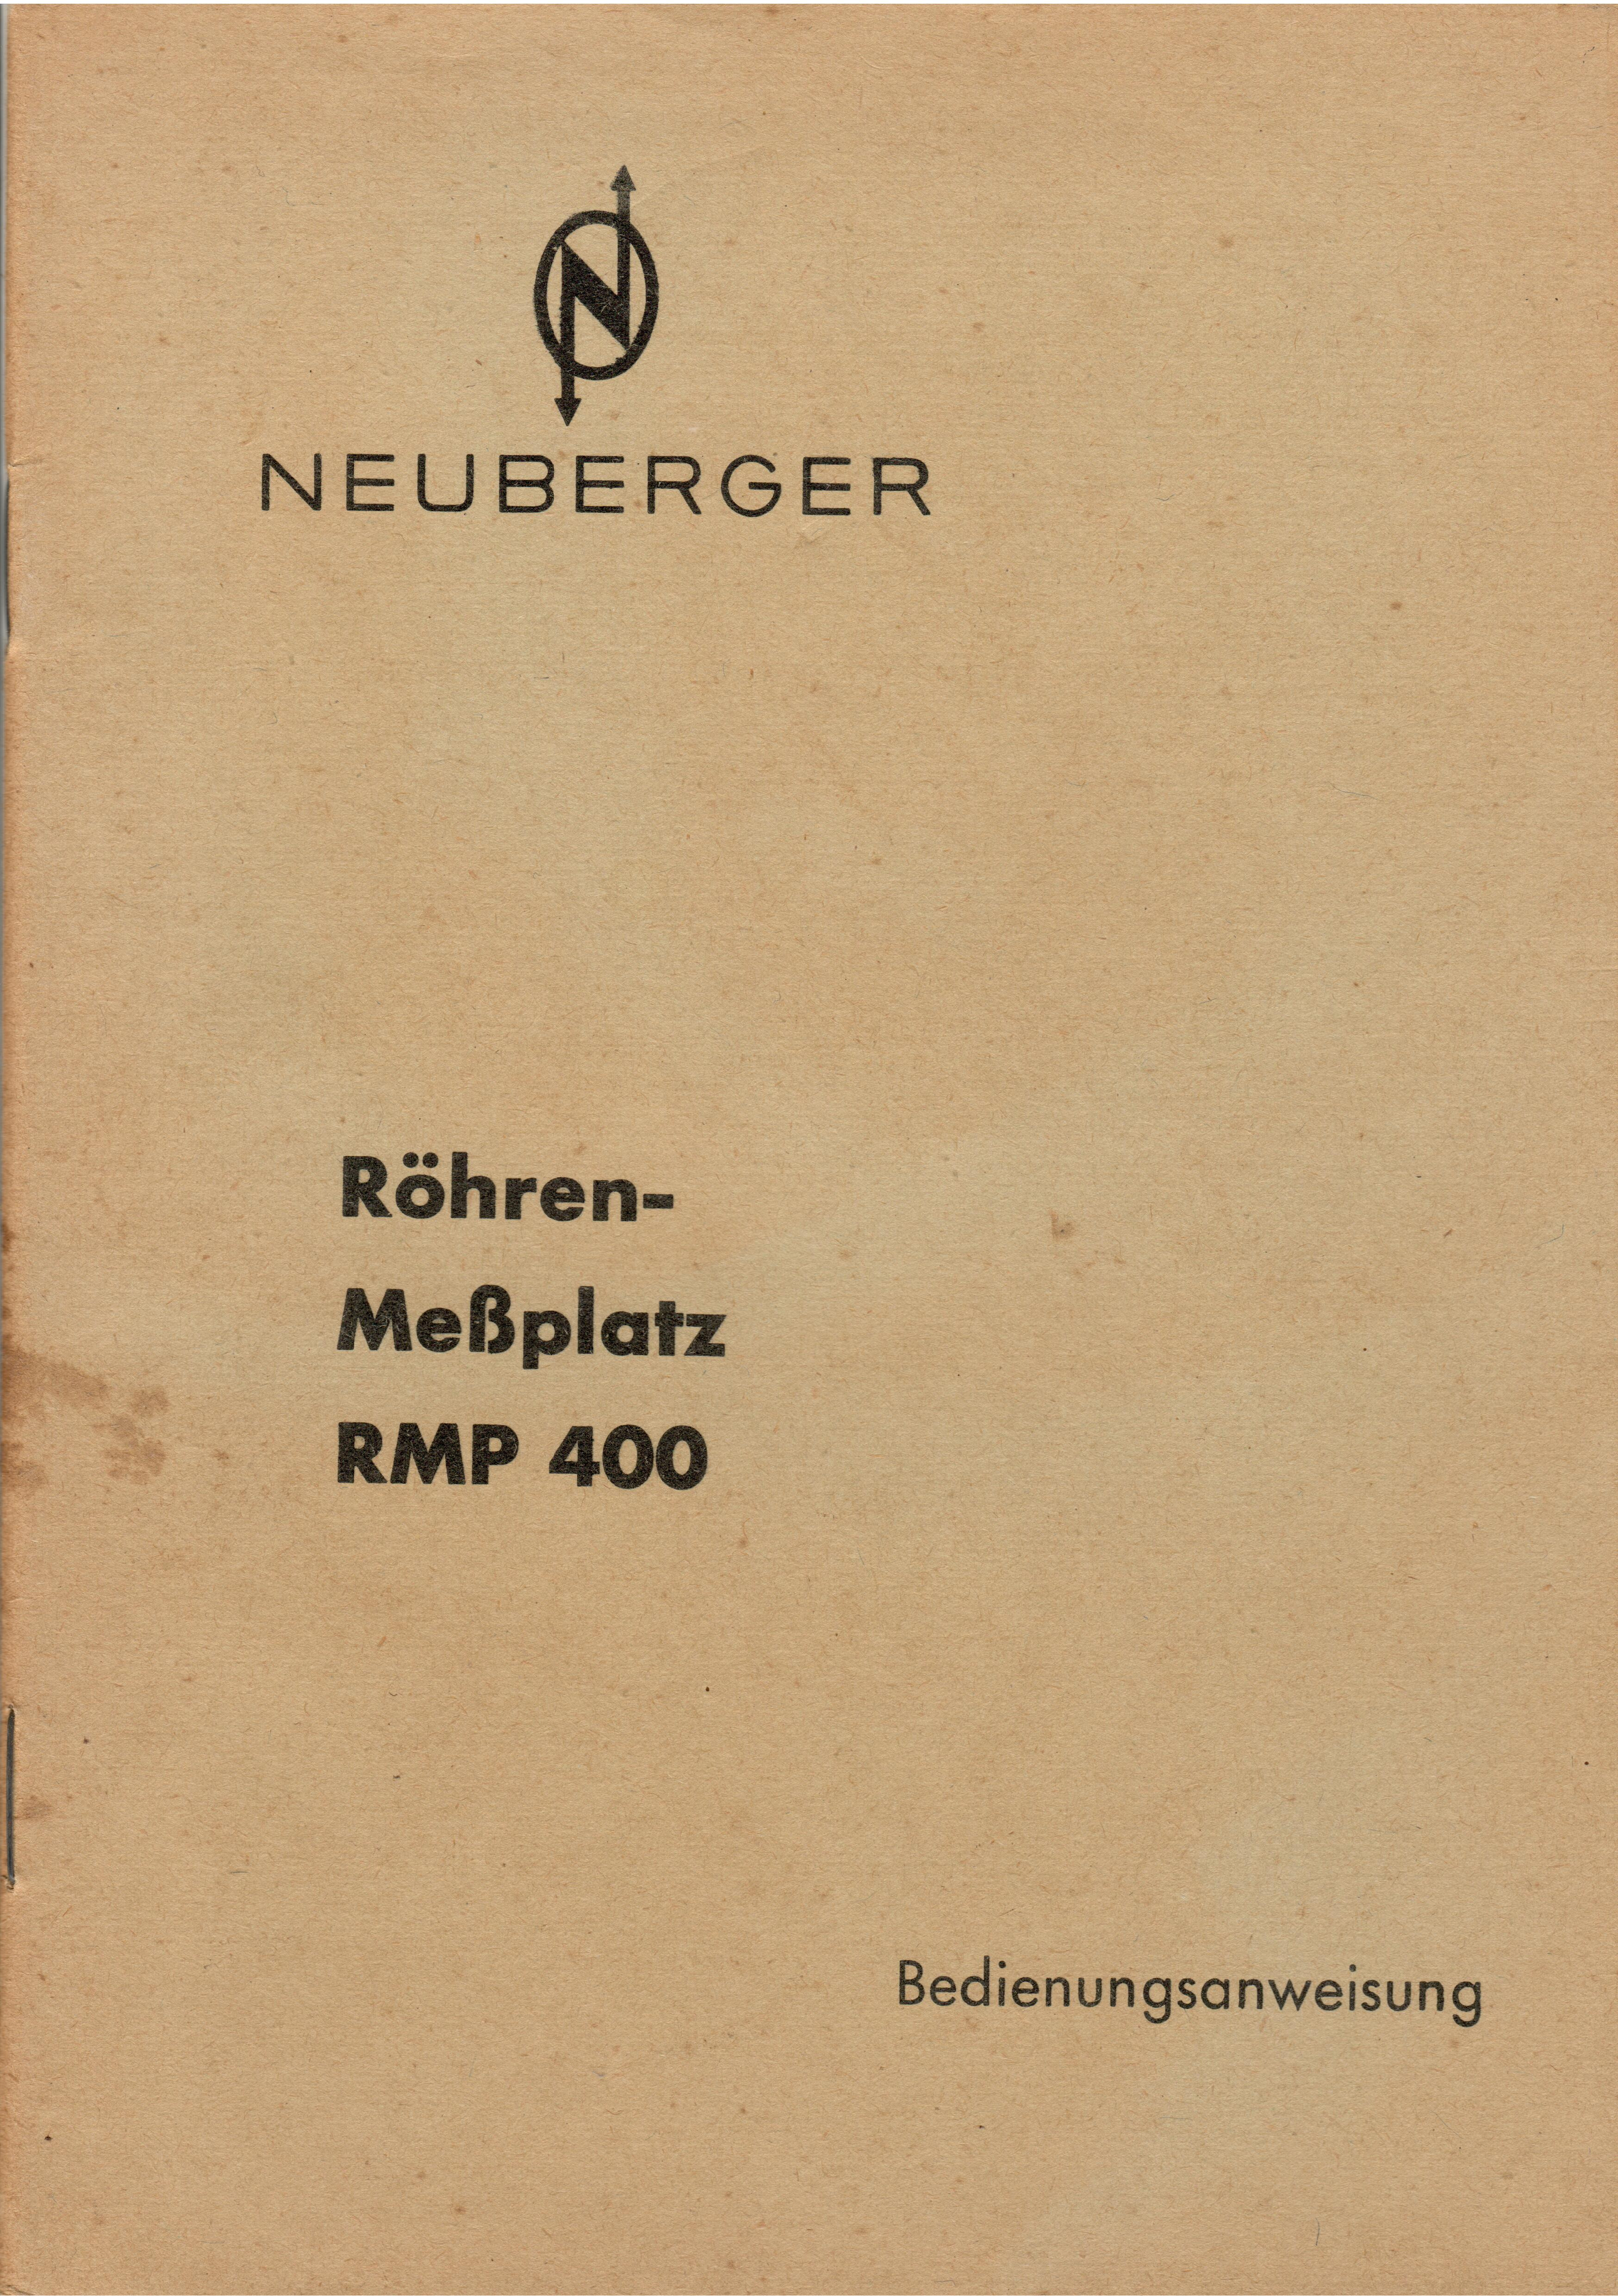 NEUBERGER
Röhren-
Meßplatz
RMP 400
Bedienungsanweisung